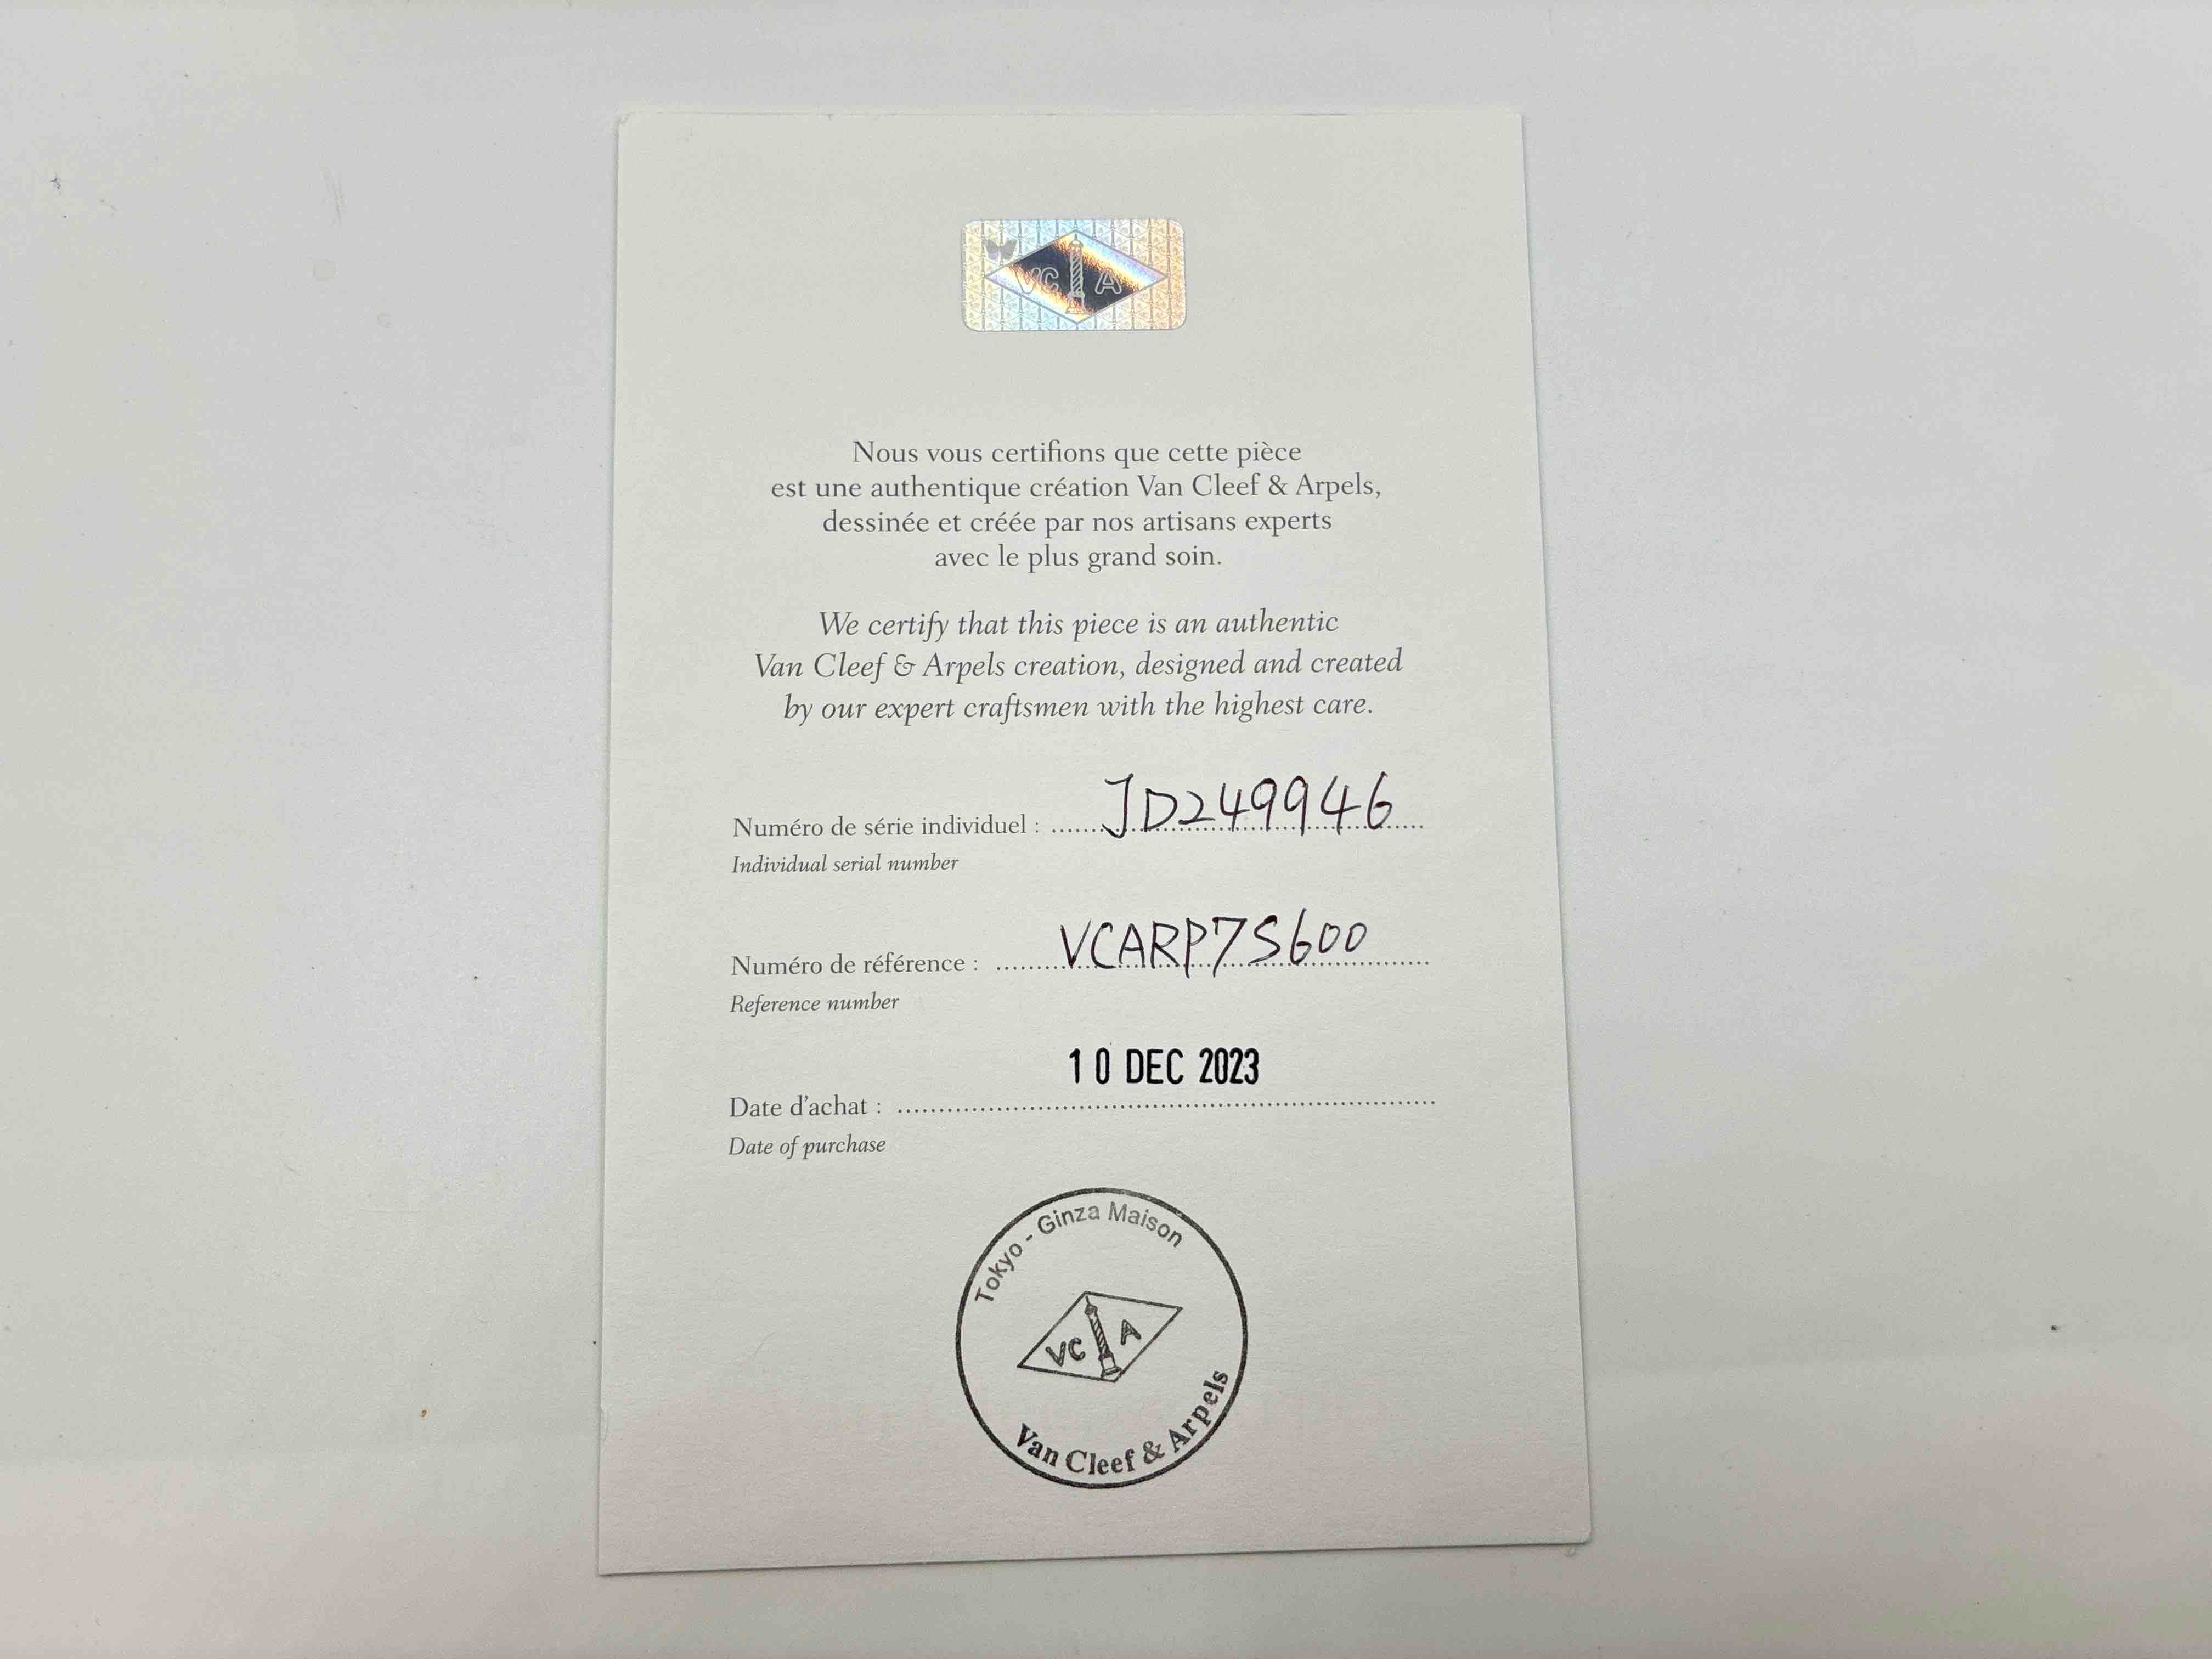 VC A
Nous vous certifions que cette pièce
est une authentique création Van Cleef & Arpels,
dessinée et créée par nos artisans experts
avec le plus grand soin.
We certify that this piece is an authentic
Van Cleef & Arpels creation, designed and created
by our expert craftsmen with the highest care.
Numéro de série individuel : JD249946
Individual serial number
Numéro de référence : VCARP7S600
Reference number
10 DEC 2023
Date d'achat :
Date of purchase
Tokyo - Ginza Maison
VC A
Van Cleef & Arpels